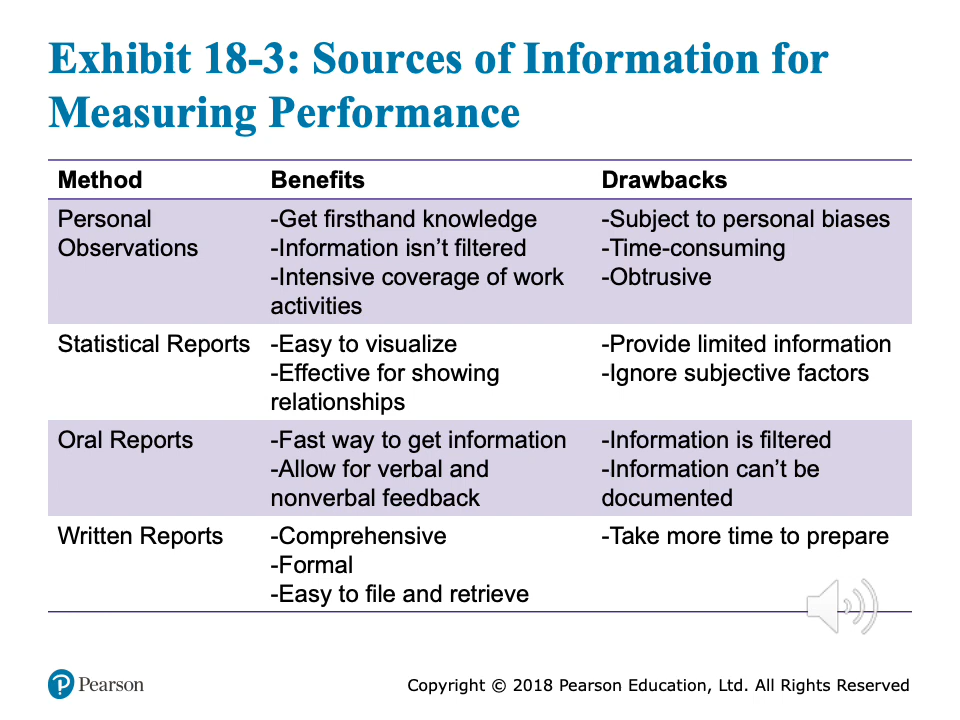 Exhibit 18-3: Sources of Information for
Measuring Performance
Method Benefits Drawbacks
Personal -Get firsthand knowledge -Subject to personal biases
Observations -Information isn’t filtered -Time-consuming
-Intensive coverage of work -Obtrusive
activities
Statistical Reports -Easy to visualize -Provide limited information
-Effective for showing -Ignore subjective factors
relationships
Oral Reports -Fast way to get information -Information is filtered
-Allow for verbal and -Information can’t be
nonverbal feedback documented
Written Reports -Comprehensive -Take more time to prepare
-Formal
-Easy to file and retrieve
P Pearson Copyright © 2018 Pearson Education, Ltd. All Rights Reserved